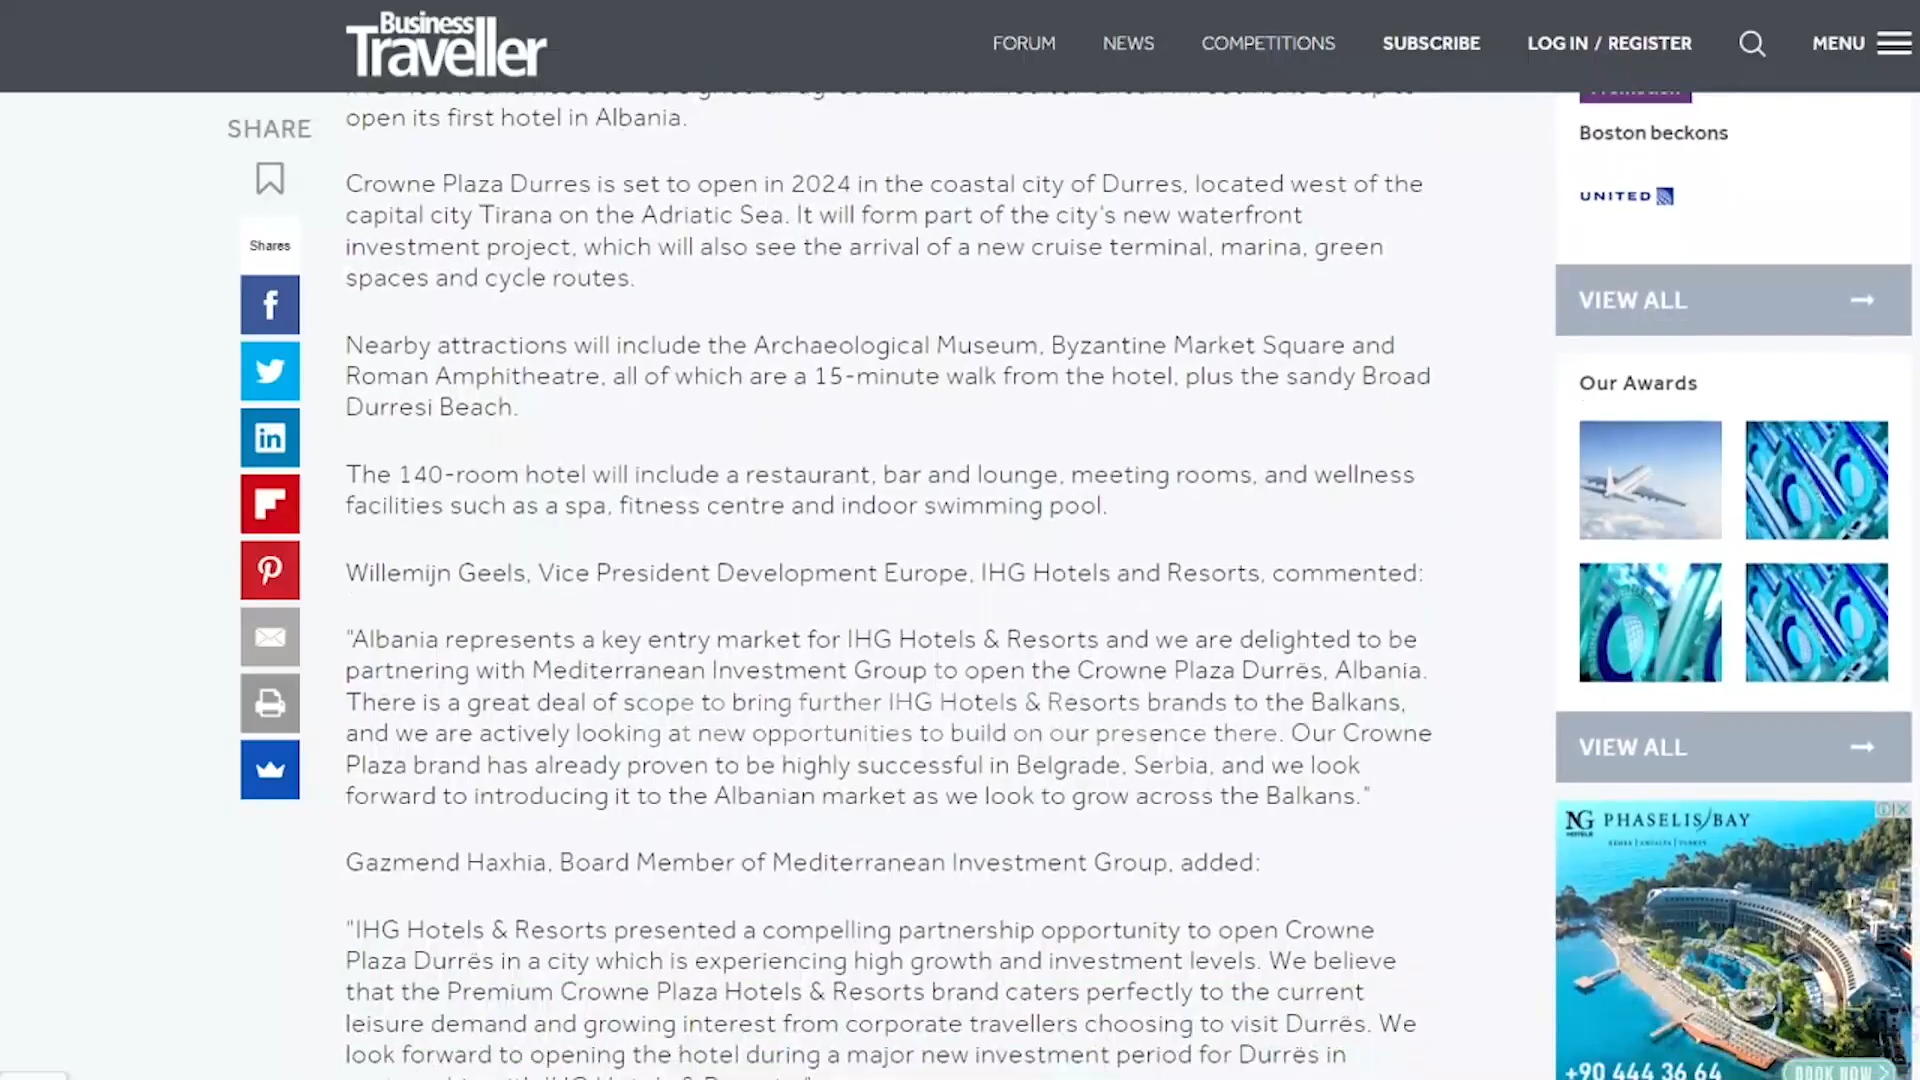 Business
Traveller
FORUM
NEWS
COMPETITIONS
SUBSCRIBE
LOG IN / REGISTER
MENU
SHARE
Shares
open its first hotel in Albania.
Crowne Plaza Durres is set to open in 2024 in the coastal city of Durres, located west of the
capital city Tirana on the Adriatic Sea. It will form part of the city's new waterfront
investment project, which will also see the arrival of a new cruise terminal, marina, green
spaces and cycle routes.
Nearby attractions will include the Archaeological Museum, Byzantine Market Square and
Roman Amphitheatre, all of which are a 15-minute walk from the hotel, plus the sandy Broad
Durresi Beach.
The 140-room hotel will include a restaurant, bar and lounge, meeting rooms, and wellness
facilities such as a spa, fitness centre and indoor swimming pool.
Willemijn Geels, Vice President Development Europe, IHG Hotels and Resorts, commented:
"Albania represents a key entry market for IHG Hotels & Resorts and we are delighted to be
partnering with Mediterranean Investment Group to open the Crowne Plaza Durrës, Albania.
There is a great deal of scope to bring further IHG Hotels & Resorts brands to the Balkans,
and we are actively looking at new opportunities to build on our presence there. Our Crowne
Plaza brand has already proven to be highly successful in Belgrade, Serbia, and we look
forward to introducing it to the Albanian market as we look to grow across the Balkans."
Gazmend Haxhia, Board Member of Mediterranean Investment Group, added:
"IHG Hotels & Resorts presented a compelling partnership opportunity to open Crowne
Plaza Durrës in a city which is experiencing high growth and investment levels. We believe
that the Premium Crowne Plaza Hotels & Resorts brand caters perfectly to the current
leisure demand and growing interest from corporate travellers choosing to visit Durrës. We
look forward to opening the hotel during a major new investment period for Durrës in
Boston beckons
UNITED
VIEW ALL
Our Awards
VIEW ALL
NG PHASELIS BAY
HOTELS
+90 444 36 64
BOOK NOW >